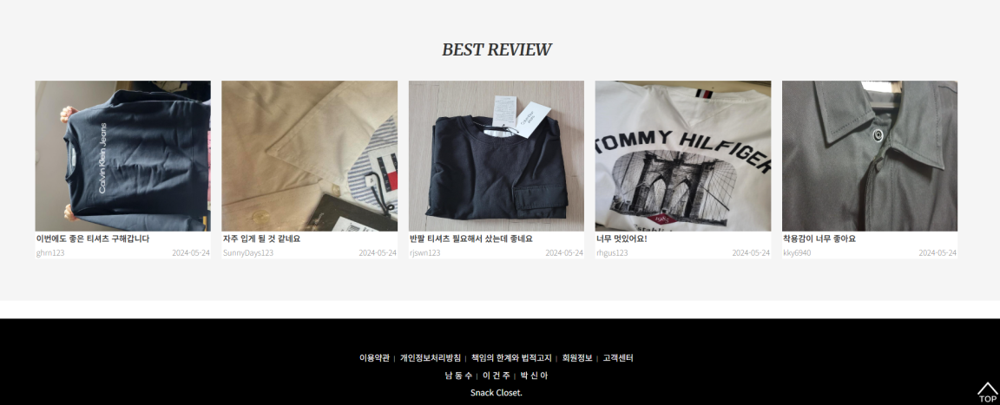 BEST REVIEW
Calvin Klein Jeans
TOMMY HILFIGER
이번에도 좋은 티셔츠 구해갑니다
ghrn123 2024-05-24
자주 입게 될 것 같네요
SunnyDays123 2024-05-24
반팔 티셔츠 필요해서 샀는데 좋네요
rjswn123 2024-05-24
너무 멋있어요!
rhgus123 2024-05-24
착용감이 너무 좋아요
kky6940 2024-05-24
이용약관 | 개인정보처리방침 | 책임의 한계와 법적고지 | 회원정보 | 고객센터
남 동 수 | 이 건 주 | 박 신 아
Snack Closet.
TOP